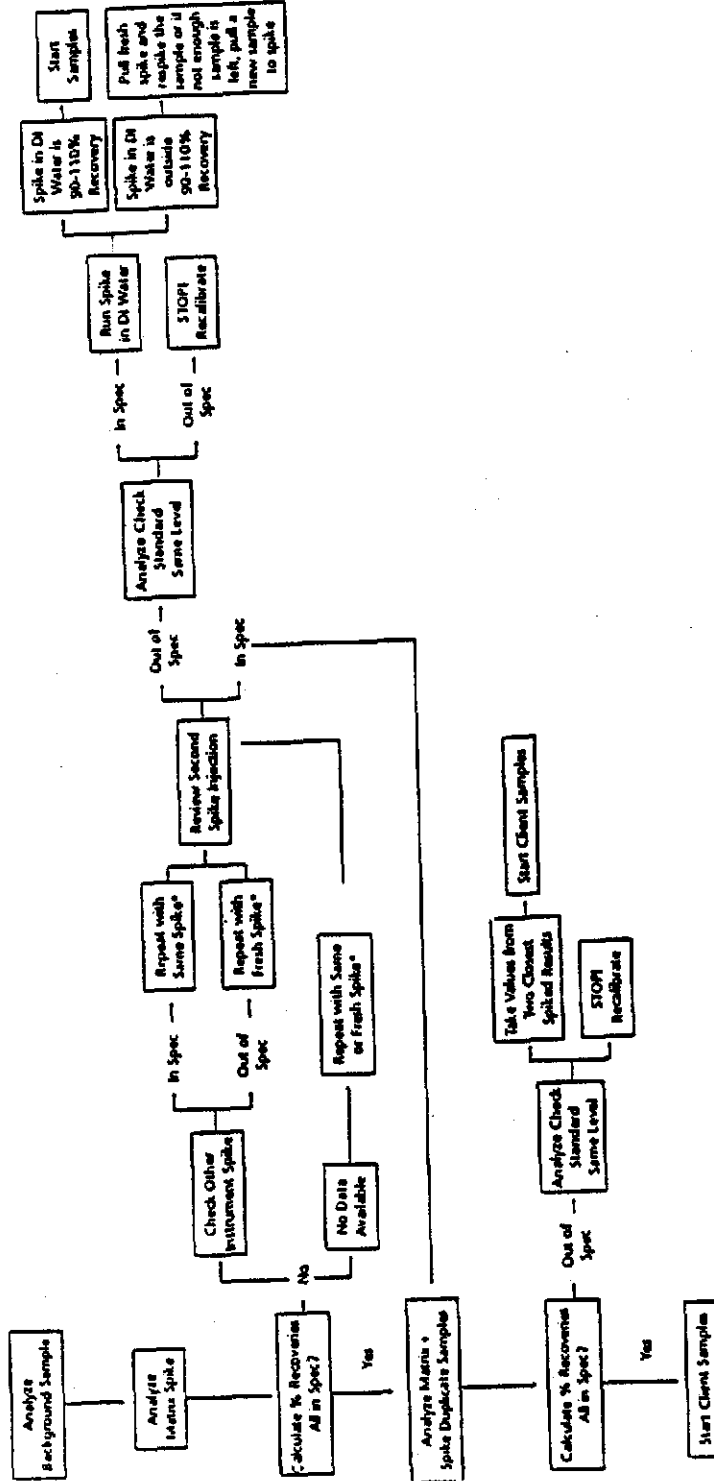 Analyze
Background Sample
Analyze
Matrix Spike
Calculate % Recoveries
All in Spec?
No
Yes
Check Other
Instrument Spike
No Data
Available
In Spec
Out of
Spec
Repeat with
Same Spike*
Repeat with
Fresh Spike*
Repeat with Same
or Fresh Spike*
Review Second
Spike Injection
Out of
Spec
In Spec
Analyze Check
Standard
Same Level
In Spec
Out of
Spec
Run Spike
in DI Water
STOP!
Recalibrate
Spike in DI
Water is
90-110%
Recovery
Spike in DI
Water is
outside
90-110%
Recovery
Start
Samples
Pull fresh
spike and
respike the
sample or if
not enough
sample is
left, pull a
new sample
to spike
Analyze Matrix +
Spike Duplicate Samples
Calculate % Recoveries
All in Spec?
Out of
Spec
Yes
Analyze Check
Standard
Same Level
Take Values from
Two Closest
Spiked Results
STOP!
Recalibrate
Start Client Samples
Start Client Samples